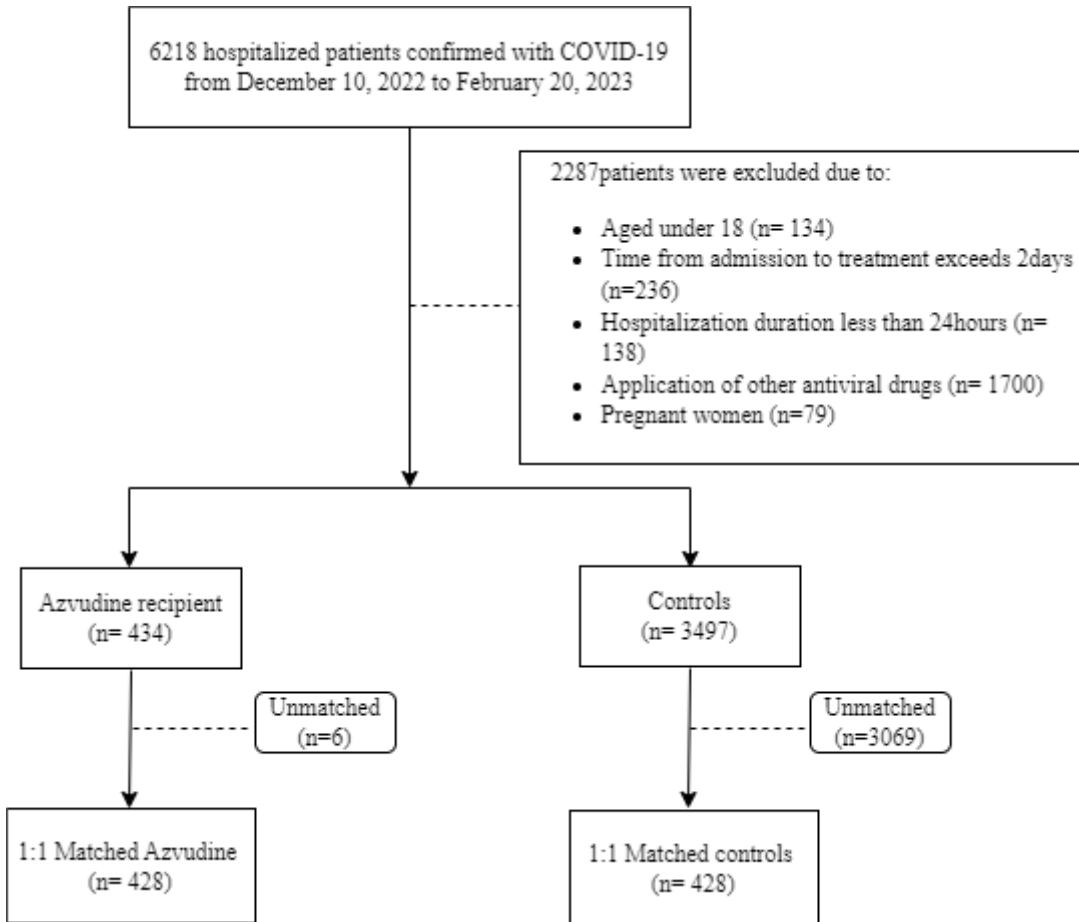 6218 hospitalized patients confirmed with COVID-19
from December 10, 2022 to February 20, 2023
2287patients were excluded due to:
• Aged under 18 (n= 134)
• Time from admission to treatment exceeds 2days
(n=236)
• Hospitalization duration less than 24hours (n=
138)
• Application of other antiviral drugs (n= 1700)
• Pregnant women (n=79)
Azvudine recipient
(n= 434)
Controls
(n= 3497)
Unmatched
(n=6)
Unmatched
(n=3069)
1:1 Matched Azvudine
(n= 428)
1:1 Matched controls
(n= 428)